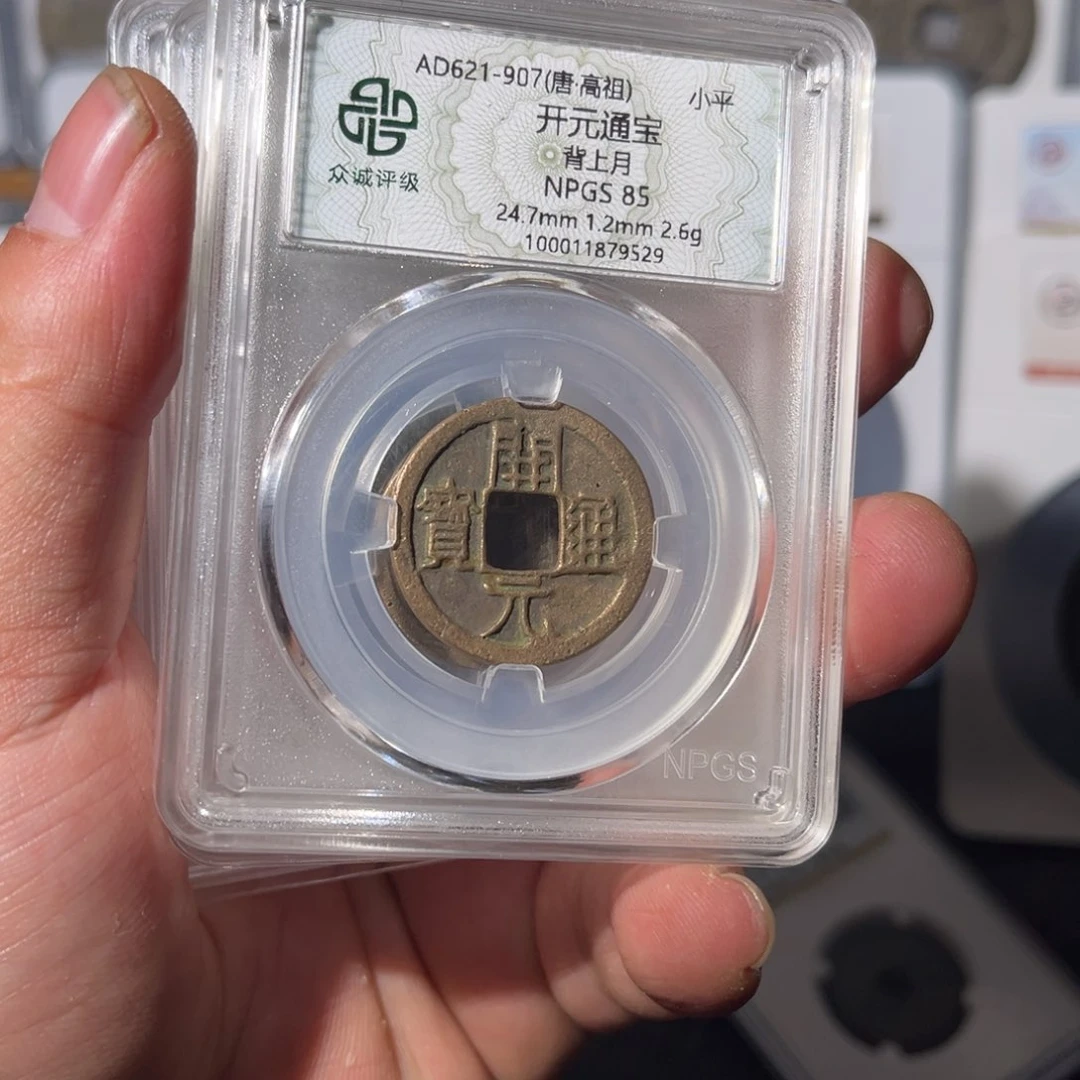 AD621-907(唐·高祖)
小平
开元通宝
背上月
NPGS 85
24.7mm 1.2mm 2.6g
100011879529
众诚评级
開
寶 通
元
NPGS